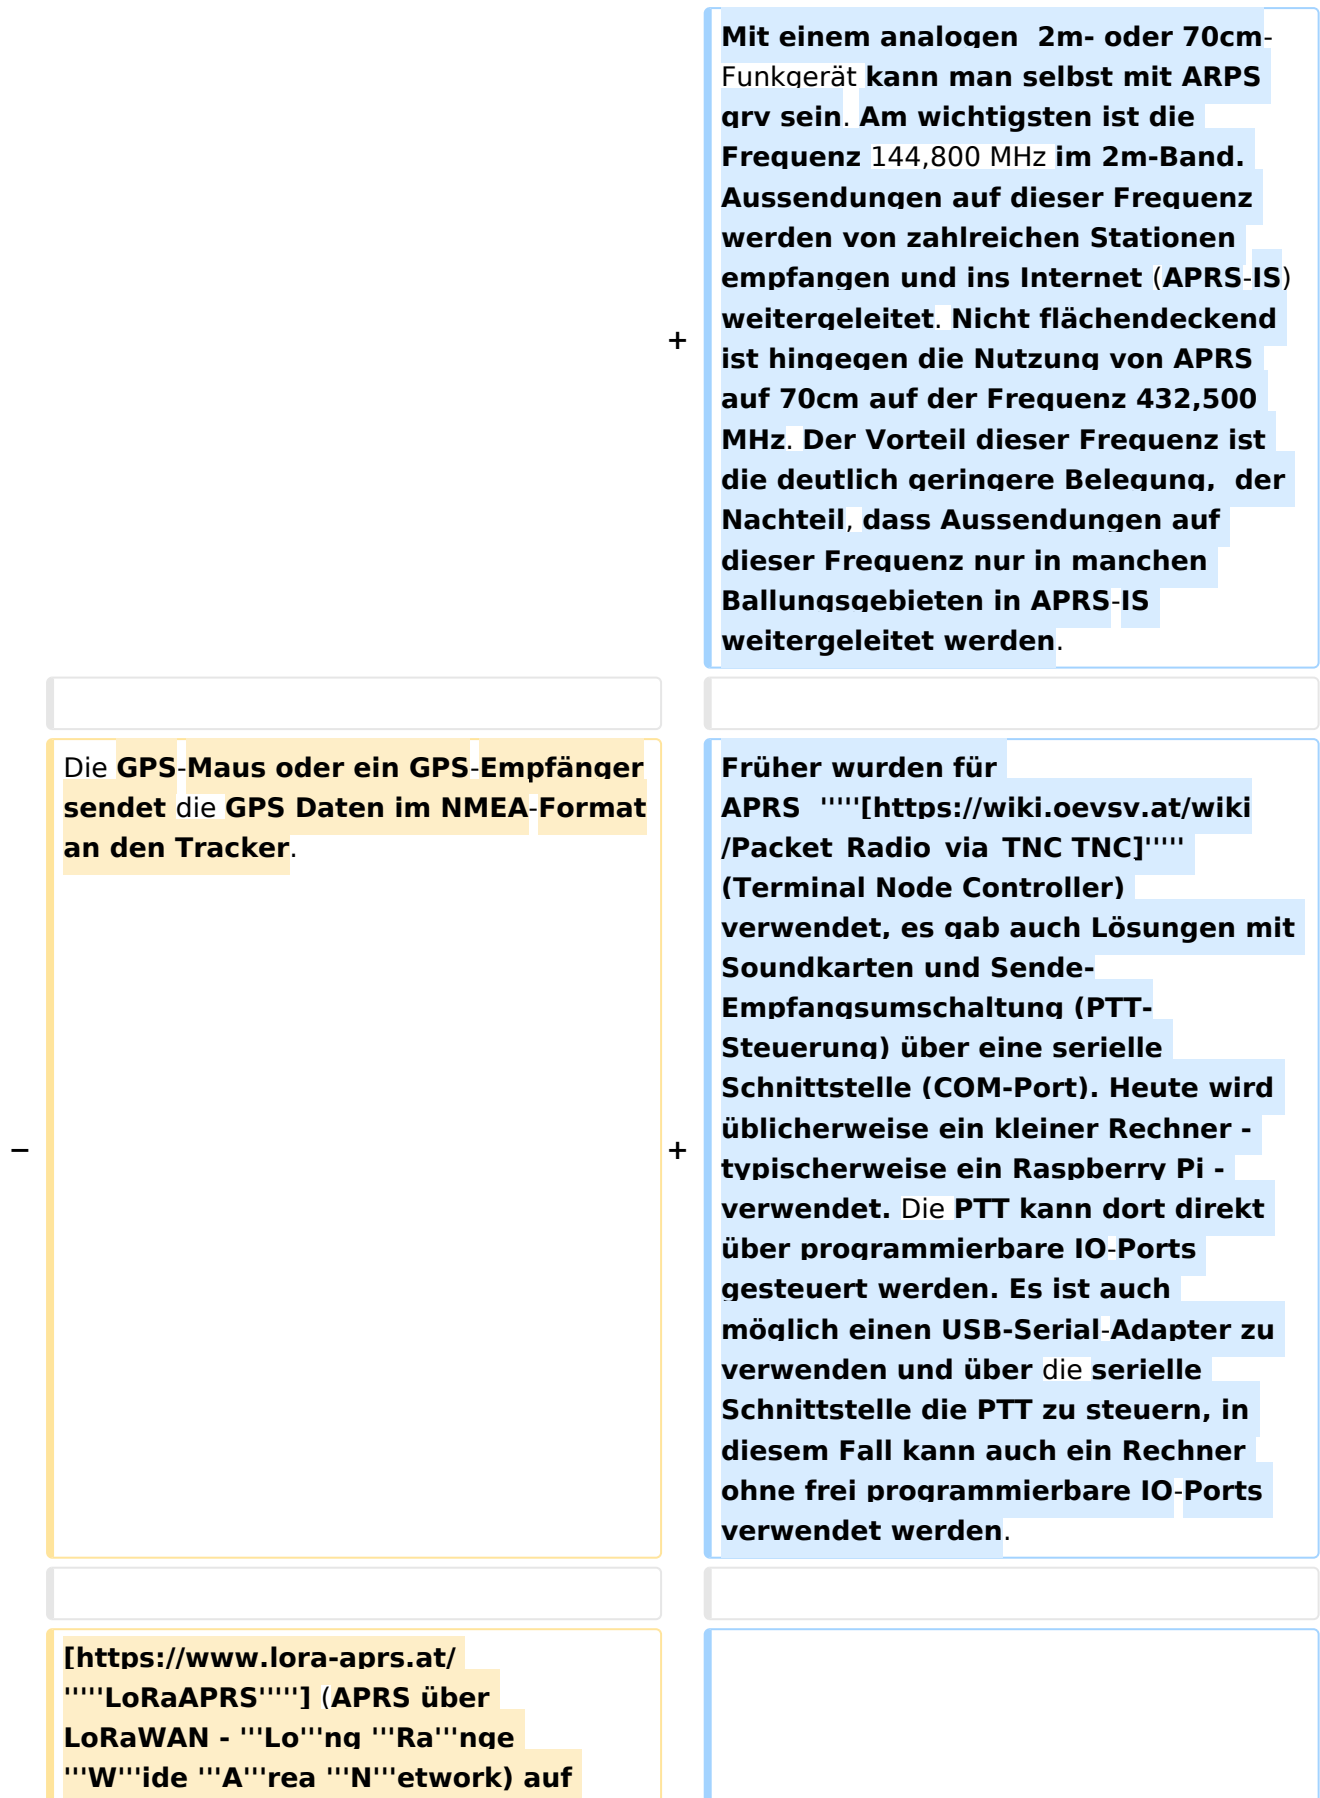 Mit einem analogen  2m- oder 70cm-
Funkgerät kann man selbst mit ARPS
qrv sein. Am wichtigsten ist die
Frequenz 144,800 MHz im 2m-Band.
Aussendungen auf dieser Frequenz
werden von zahlreichen Stationen
empfangen und ins Internet (APRS-IS)
weitergeleitet. Nicht flächendeckend
+
ist hingegen die Nutzung von APRS
auf 70cm auf der Frequenz 432,500
MHz. Der Vorteil dieser Frequenz ist
die deutlich geringere Belegung,  der
Nachteil, dass Aussendungen auf
dieser Frequenz nur in manchen
Ballungsgebieten in APRS-IS
weitergeleitet werden.
Die GPS-Maus oder ein GPS-Empfänger
sendet die GPS Daten im NMEA-Format
an den Tracker.
−
+
Früher wurden für
APRS  '''''[https://wiki.oevsv.at/wiki
/Packet_Radio_via_TNC TNC]'''''
(Terminal Node Controller)
verwendet, es gab auch Lösungen mit
Soundkarten und Sende-
Empfangsumschaltung (PTT-
Steuerung) über eine serielle
Schnittstelle (COM-Port). Heute wird
üblicherweise ein kleiner Rechner -
typischerweise ein Raspberry Pi -
verwendet. Die PTT kann dort direkt
über programmierbare IO-Ports
gesteuert werden. Es ist auch
möglich einen USB-Serial-Adapter zu
verwenden und über die serielle
Schnittstelle die PTT zu steuern, in
diesem Fall kann auch ein Rechner
ohne frei programmierbare IO-Ports
verwendet werden.
[https://www.lora-aprs.at/
'''''LoRaAPRS'''''] (APRS über
LoRaWAN - '''Lo'''ng '''Ra'''nge
'''W'''ide '''A'''rea '''N'''etwork) auf